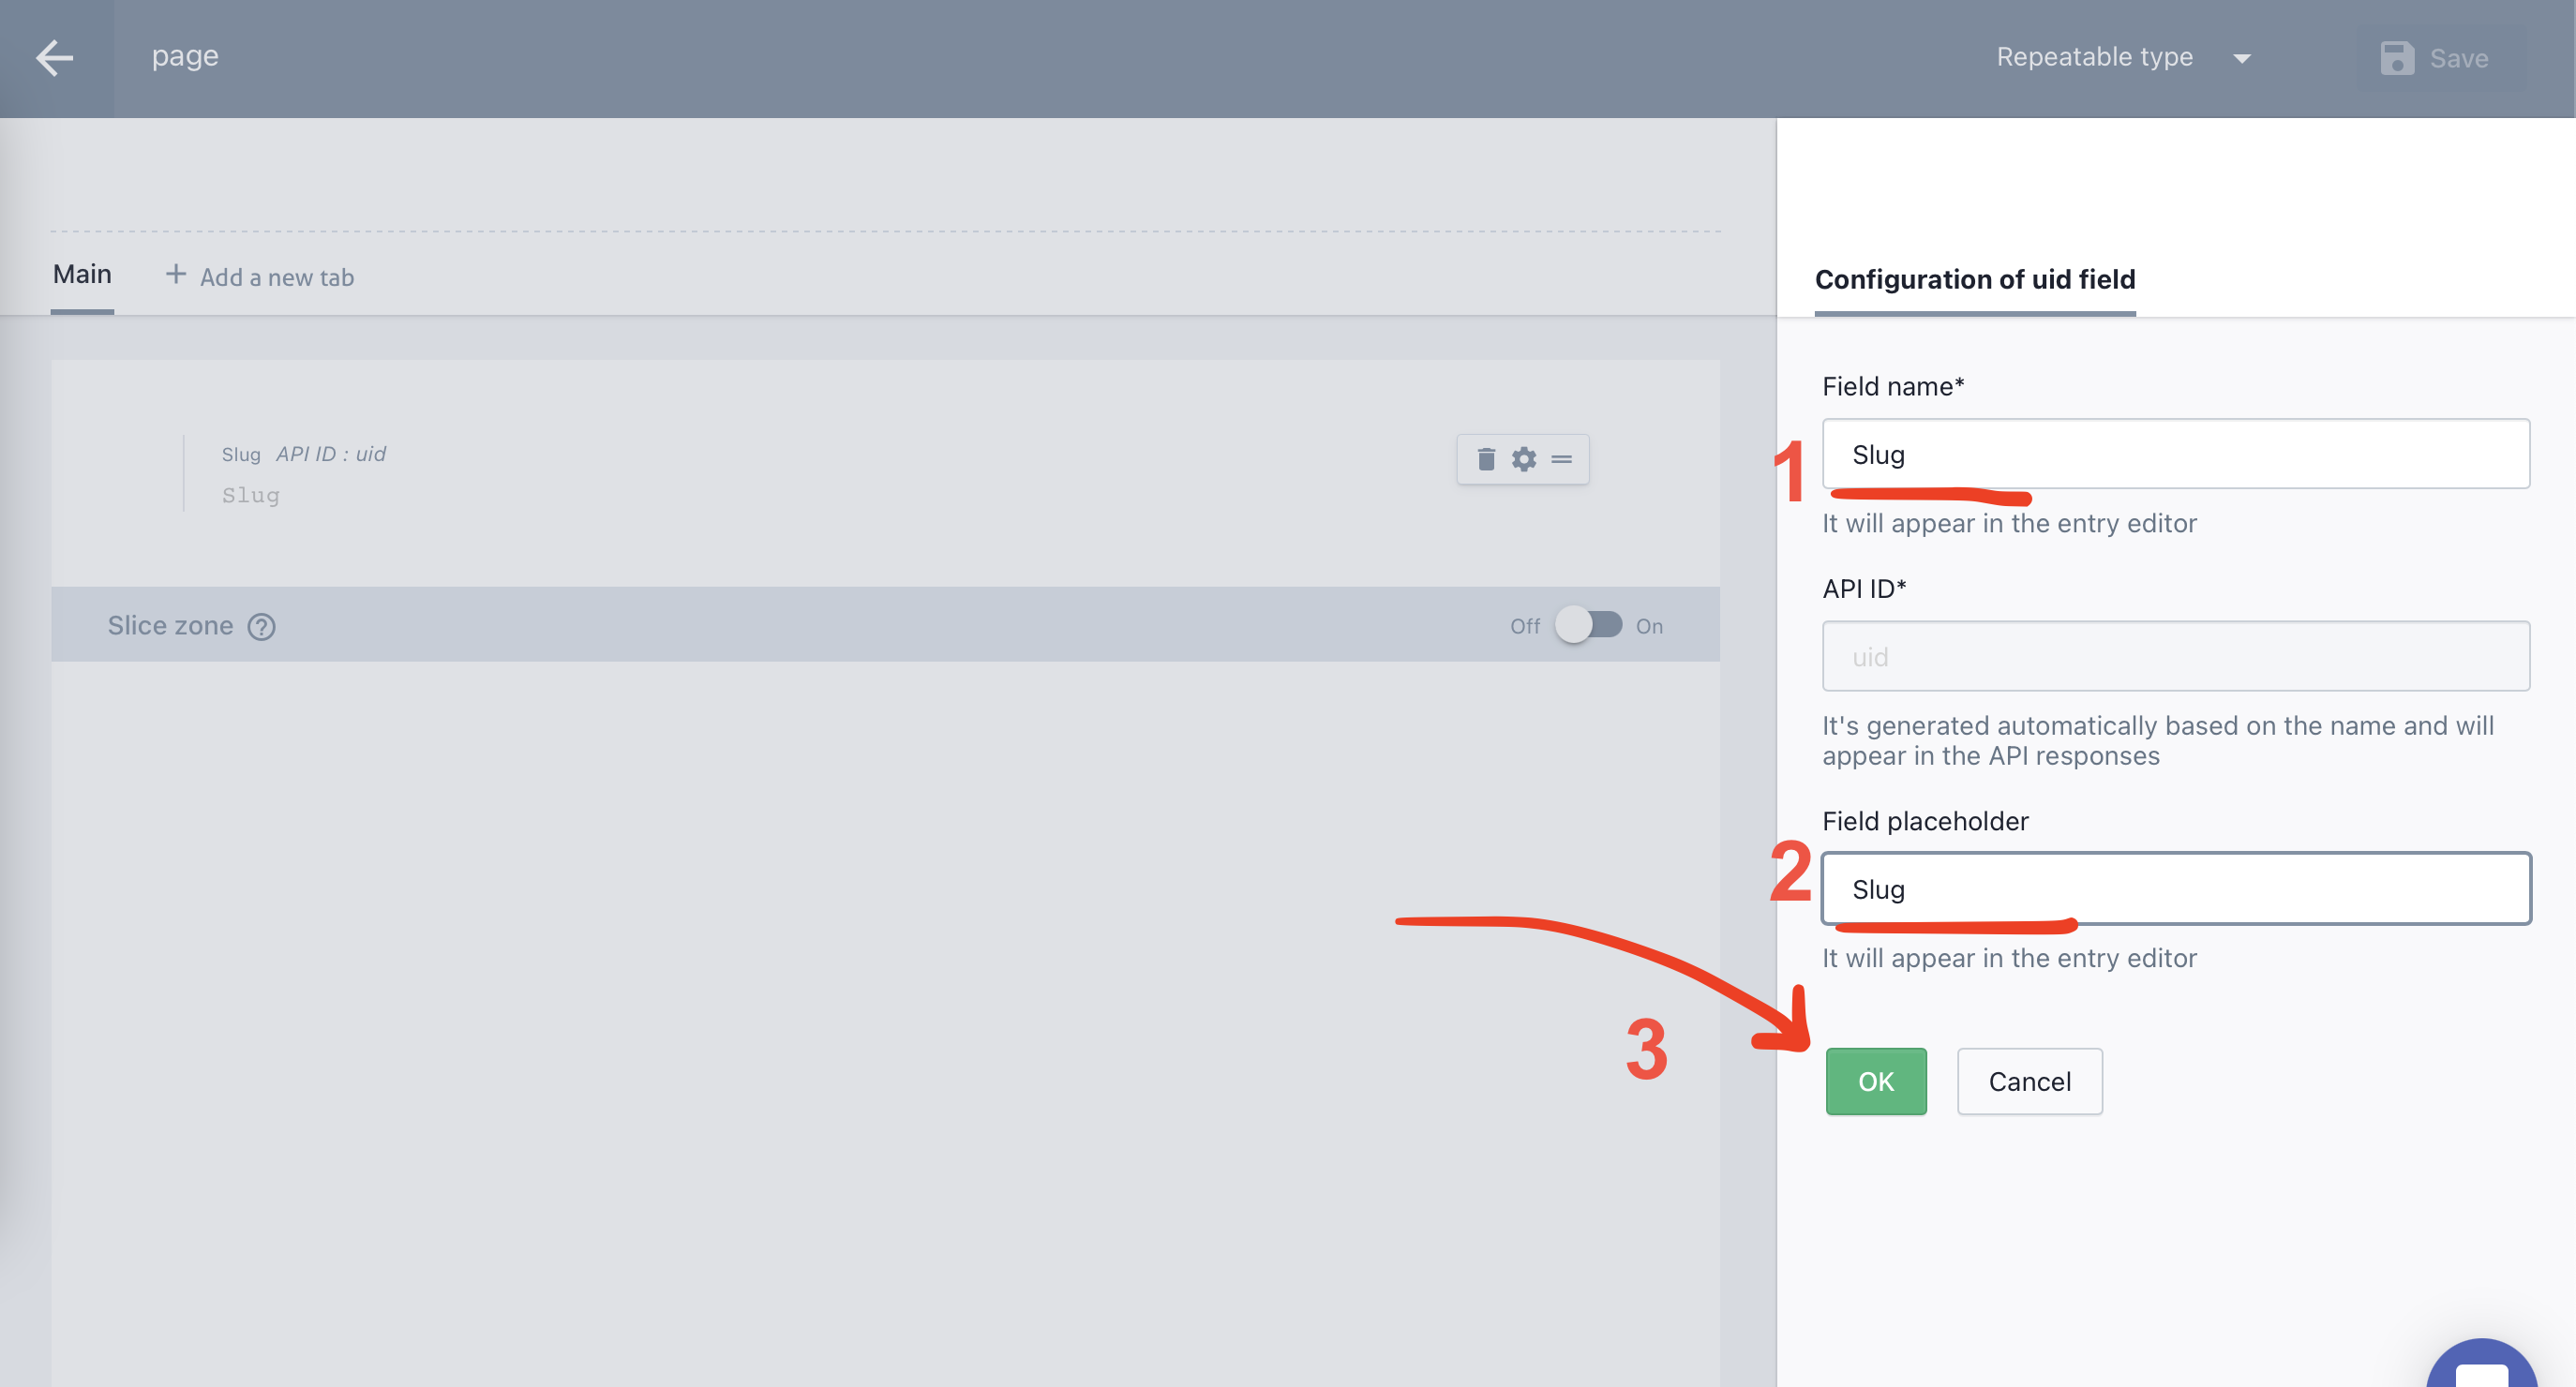 page
Repeatable type
Save
Main
Add a new tab
Configuration of uid field
Slug API ID : uid
Slug
Slice zone ?
Off
On
Field name*
1
Slug
It will appear in the entry editor
API ID*
uid
It's generated automatically based on the name and will
appear in the API responses
Field placeholder
2
Slug
It will appear in the entry editor
3
OK
Cancel